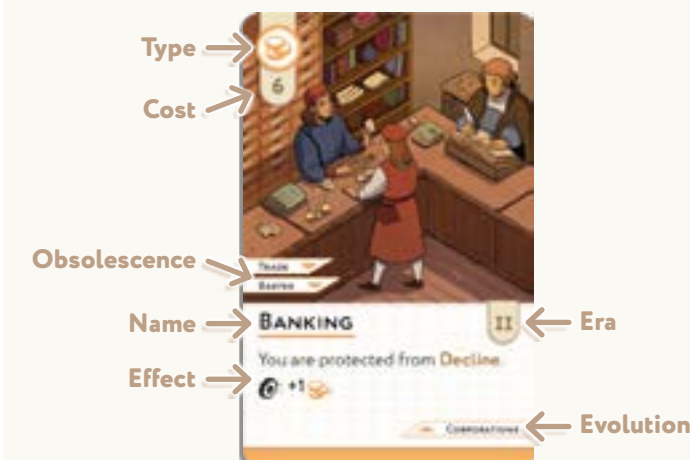 Type
6
Cost
Obsolescence
TRADE
BARTER
Name
BANKING
II
Era
You are protected from Decline.
Effect
+1
CORPORATIONS
Evolution